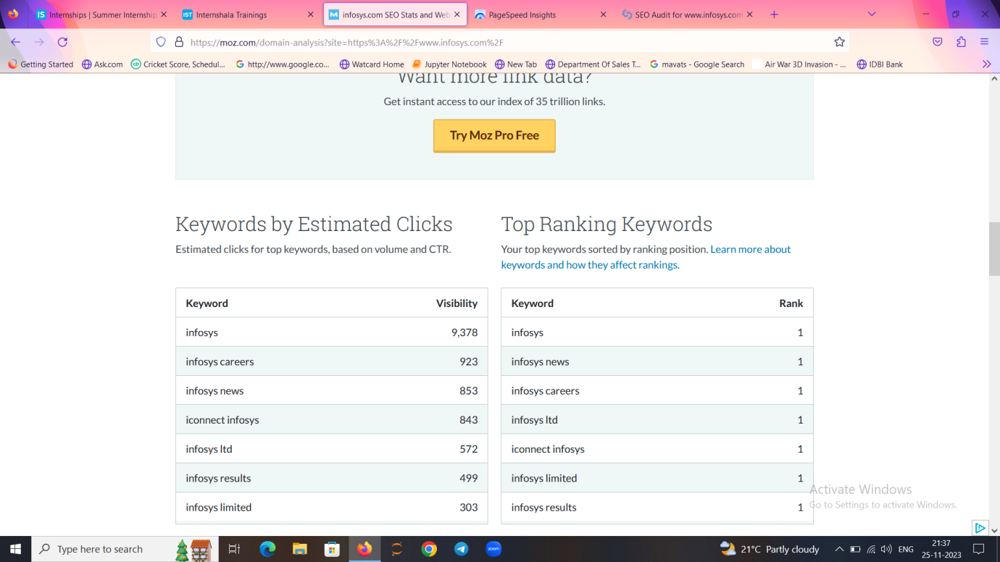 Internships | Summer Internship
Internshala Trainings
infosys.com SEO Stats and Web
PageSpeed Insights
SEO Audit for www.infosys.com
https://moz.com/domain-analysis?site=https%3A%2F%2Fwww.infosys.com%2F
Getting Started
Ask.com
Cricket Score, Schedul...
http://www.google.co...
Watcard Home
Jupyter Notebook
New Tab
Department Of Sales T...
mavats - Google Search
Air War 3D Invasion - ...
IDBI Bank
Want more link data?
Get instant access to our index of 35 trillion links.
Try Moz Pro Free
Keywords by Estimated Clicks
Estimated clicks for top keywords, based on volume and CTR.
Keyword Visibility
infosys 9,378
infosys careers 923
infosys news 853
iconnect infosys 843
infosys ltd 572
infosys results 499
infosys limited 303
Top Ranking Keywords
Your top keywords sorted by ranking position. Learn more about
keywords and how they affect rankings.
Keyword Rank
infosys 1
infosys news 1
infosys careers 1
infosys ltd 1
iconnect infosys 1
infosys limited 1
infosys results 1
Activate Windows
Go to Settings to activate Windows.
Type here to search
zoom
21°C Partly cloudy
ENG
21:37
25-11-2023